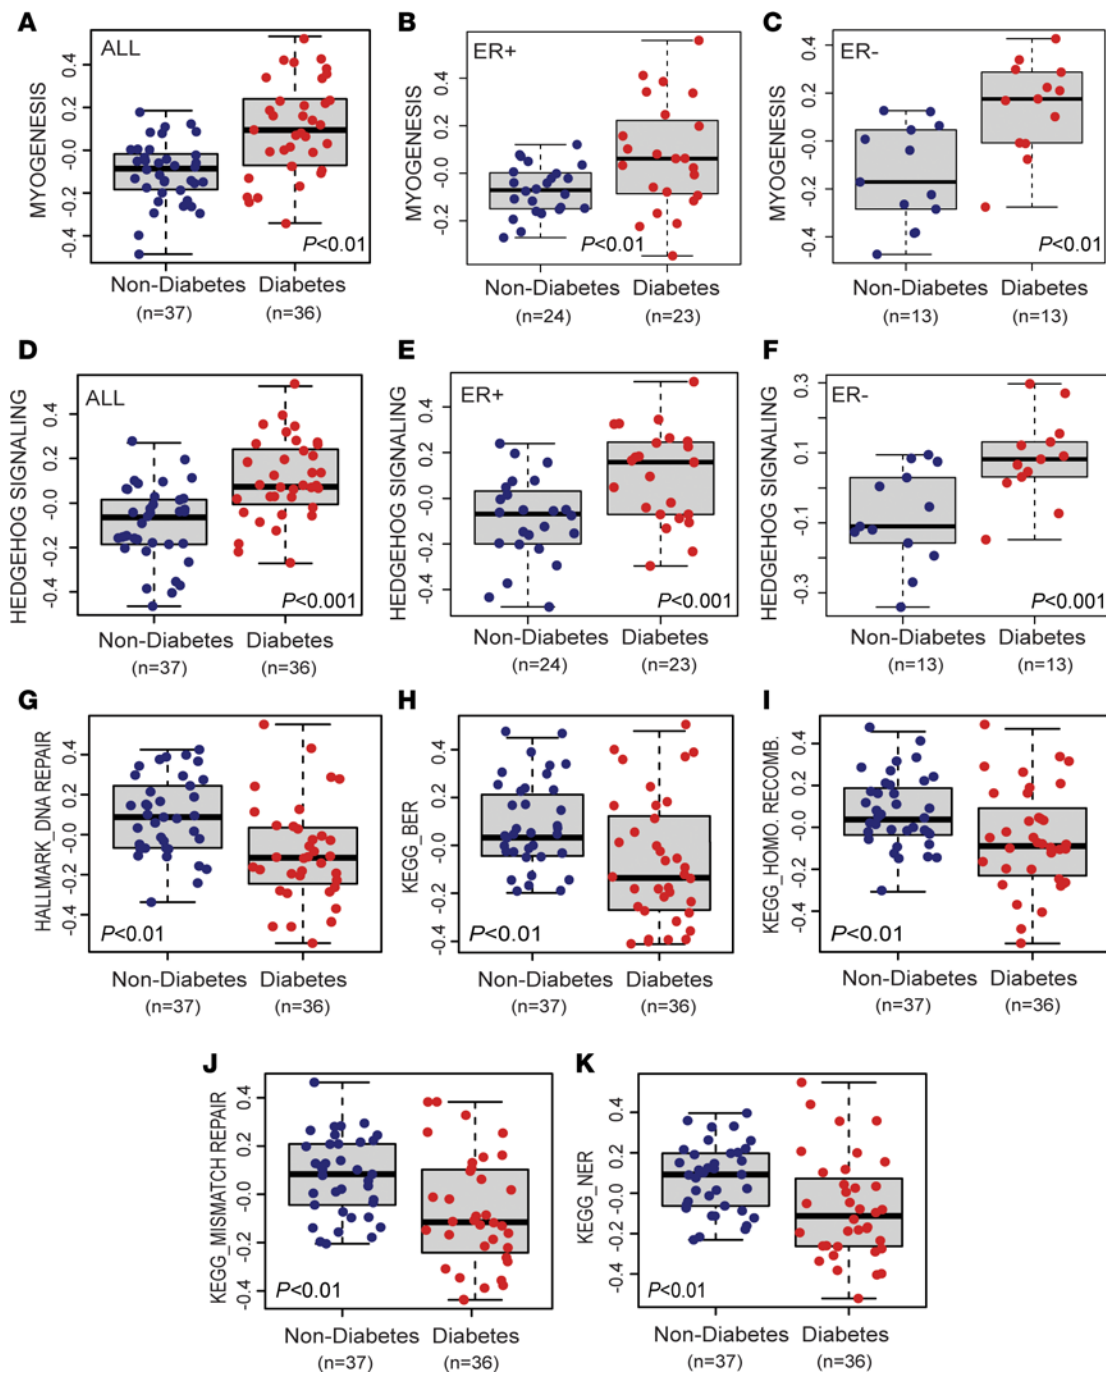 A
ALL
MYOGENESIS
0.4
0.2
-0.0
-0.2
-0.4
P<0.01
Non-Diabetes
Diabetes
(n=37)
(n=36)
B
ER+
MYOGENESIS
0.4
0.2
-0.0
-0.2
P<0.01
Non-Diabetes
Diabetes
(n=24)
(n=23)
C
ER-
MYOGENESIS
0.4
0.2
-0.0
-0.2
-0.4
P<0.01
Non-Diabetes
Diabetes
(n=13)
(n=13)
D
ALL
HEDGEHOG SIGNALING
0.4
0.2
-0.0
-0.2
-0.4
P<0.001
Non-Diabetes
Diabetes
(n=37)
(n=36)
E
ER+
HEDGEHOG SIGNALING
0.4
0.2
-0.0
-0.2
-0.4
P<0.001
Non-Diabetes
Diabetes
(n=24)
(n=23)
F
ER-
HEDGEHOG SIGNALING
0.3
0.1
-0.1
-0.3
P<0.001
Non-Diabetes
Diabetes
(n=13)
(n=13)
G
HALLMARK_DNA REPAIR
0.4
0.2
-0.0
-0.2
-0.4
P<0.01
Non-Diabetes
Diabetes
(n=37)
(n=36)
H
KEGG_BER
0.4
0.2
-0.0
-0.2
-0.4
P<0.01
Non-Diabetes
Diabetes
(n=37)
(n=36)
I
KEGG_HOMO. RECOMB.
0.4
0.2
-0.0
-0.2
-0.4
P<0.01
Non-Diabetes
Diabetes
(n=37)
(n=36)
J
KEGG_MISMATCH REPAIR
0.4
0.2
-0.0
-0.2
-0.4
P<0.01
Non-Diabetes
Diabetes
(n=37)
(n=36)
K
KEGG_NER
0.4
0.2
-0.0
-0.2
-0.4
P<0.01
Non-Diabetes
Diabetes
(n=37)
(n=36)